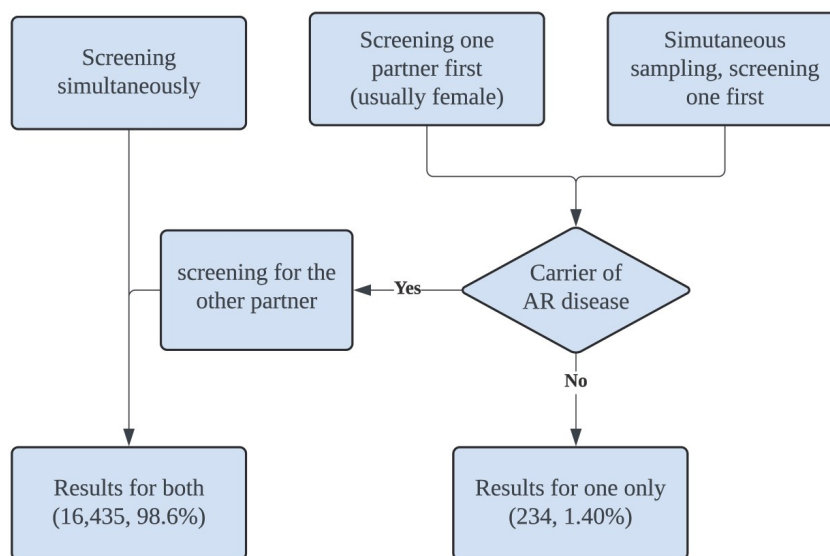 Screening
simultaneously
Screening one
partner first
(usually female)
Simutaneous
sampling, screening
one first
screening for the
other partner
Yes
Carrier of
AR disease
No
Results for both
(16,435, 98.6%)
Results for one only
(234, 1.40%)